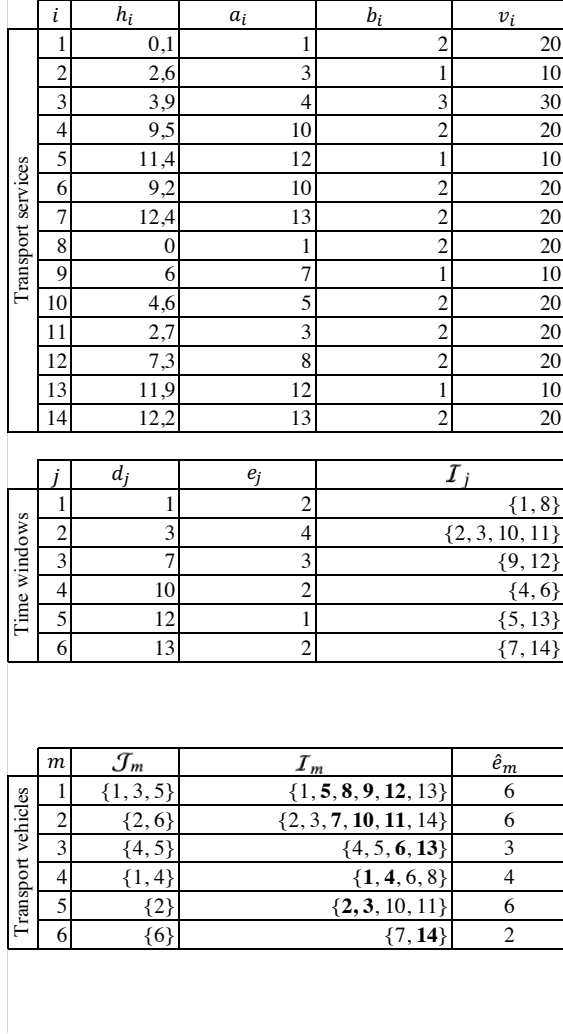 i h_i a_i b_i v_i
Transport services
1 0,1 1 2 20
2 2,6 3 1 10
3 3,9 4 3 30
4 9,5 10 2 20
5 11,4 12 1 10
6 9,2 10 2 20
7 12,4 13 2 20
8 0 1 2 20
9 6 7 1 10
10 4,6 5 2 20
11 2,7 3 2 20
12 7,3 8 2 20
13 11,9 12 1 10
14 12,2 13 2 20
j d_j e_j I_j
Time windows
1 1 2 {1, 8}
2 3 4 {2, 3, 10, 11}
3 7 3 {9, 12}
4 10 2 {4, 6}
5 12 1 {5, 13}
6 13 2 {7, 14}
m J_m I_m ê_m
Transport vehicles
1 {1, 3, 5} {1, 5, 8, 9, 12, 13} 6
2 {2, 6} {2, 3, 7, 10, 11, 14} 6
3 {4, 5} {4, 5, 6, 13} 3
4 {1, 4} {1, 4, 6, 8} 4
5 {2} {2, 3, 10, 11} 6
6 {6} {7, 14} 2